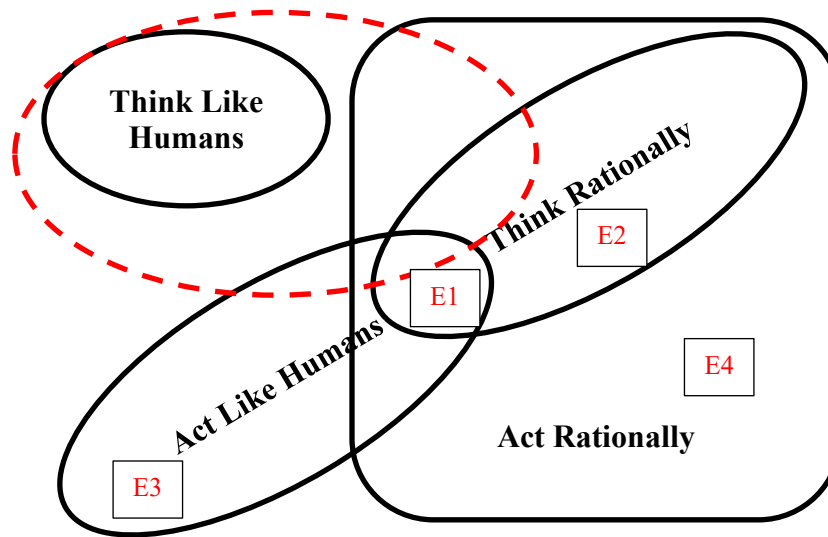 Think Like
Humans
Think Rationally
E2
E1
Act Like Humans
E4
Act Rationally
E3